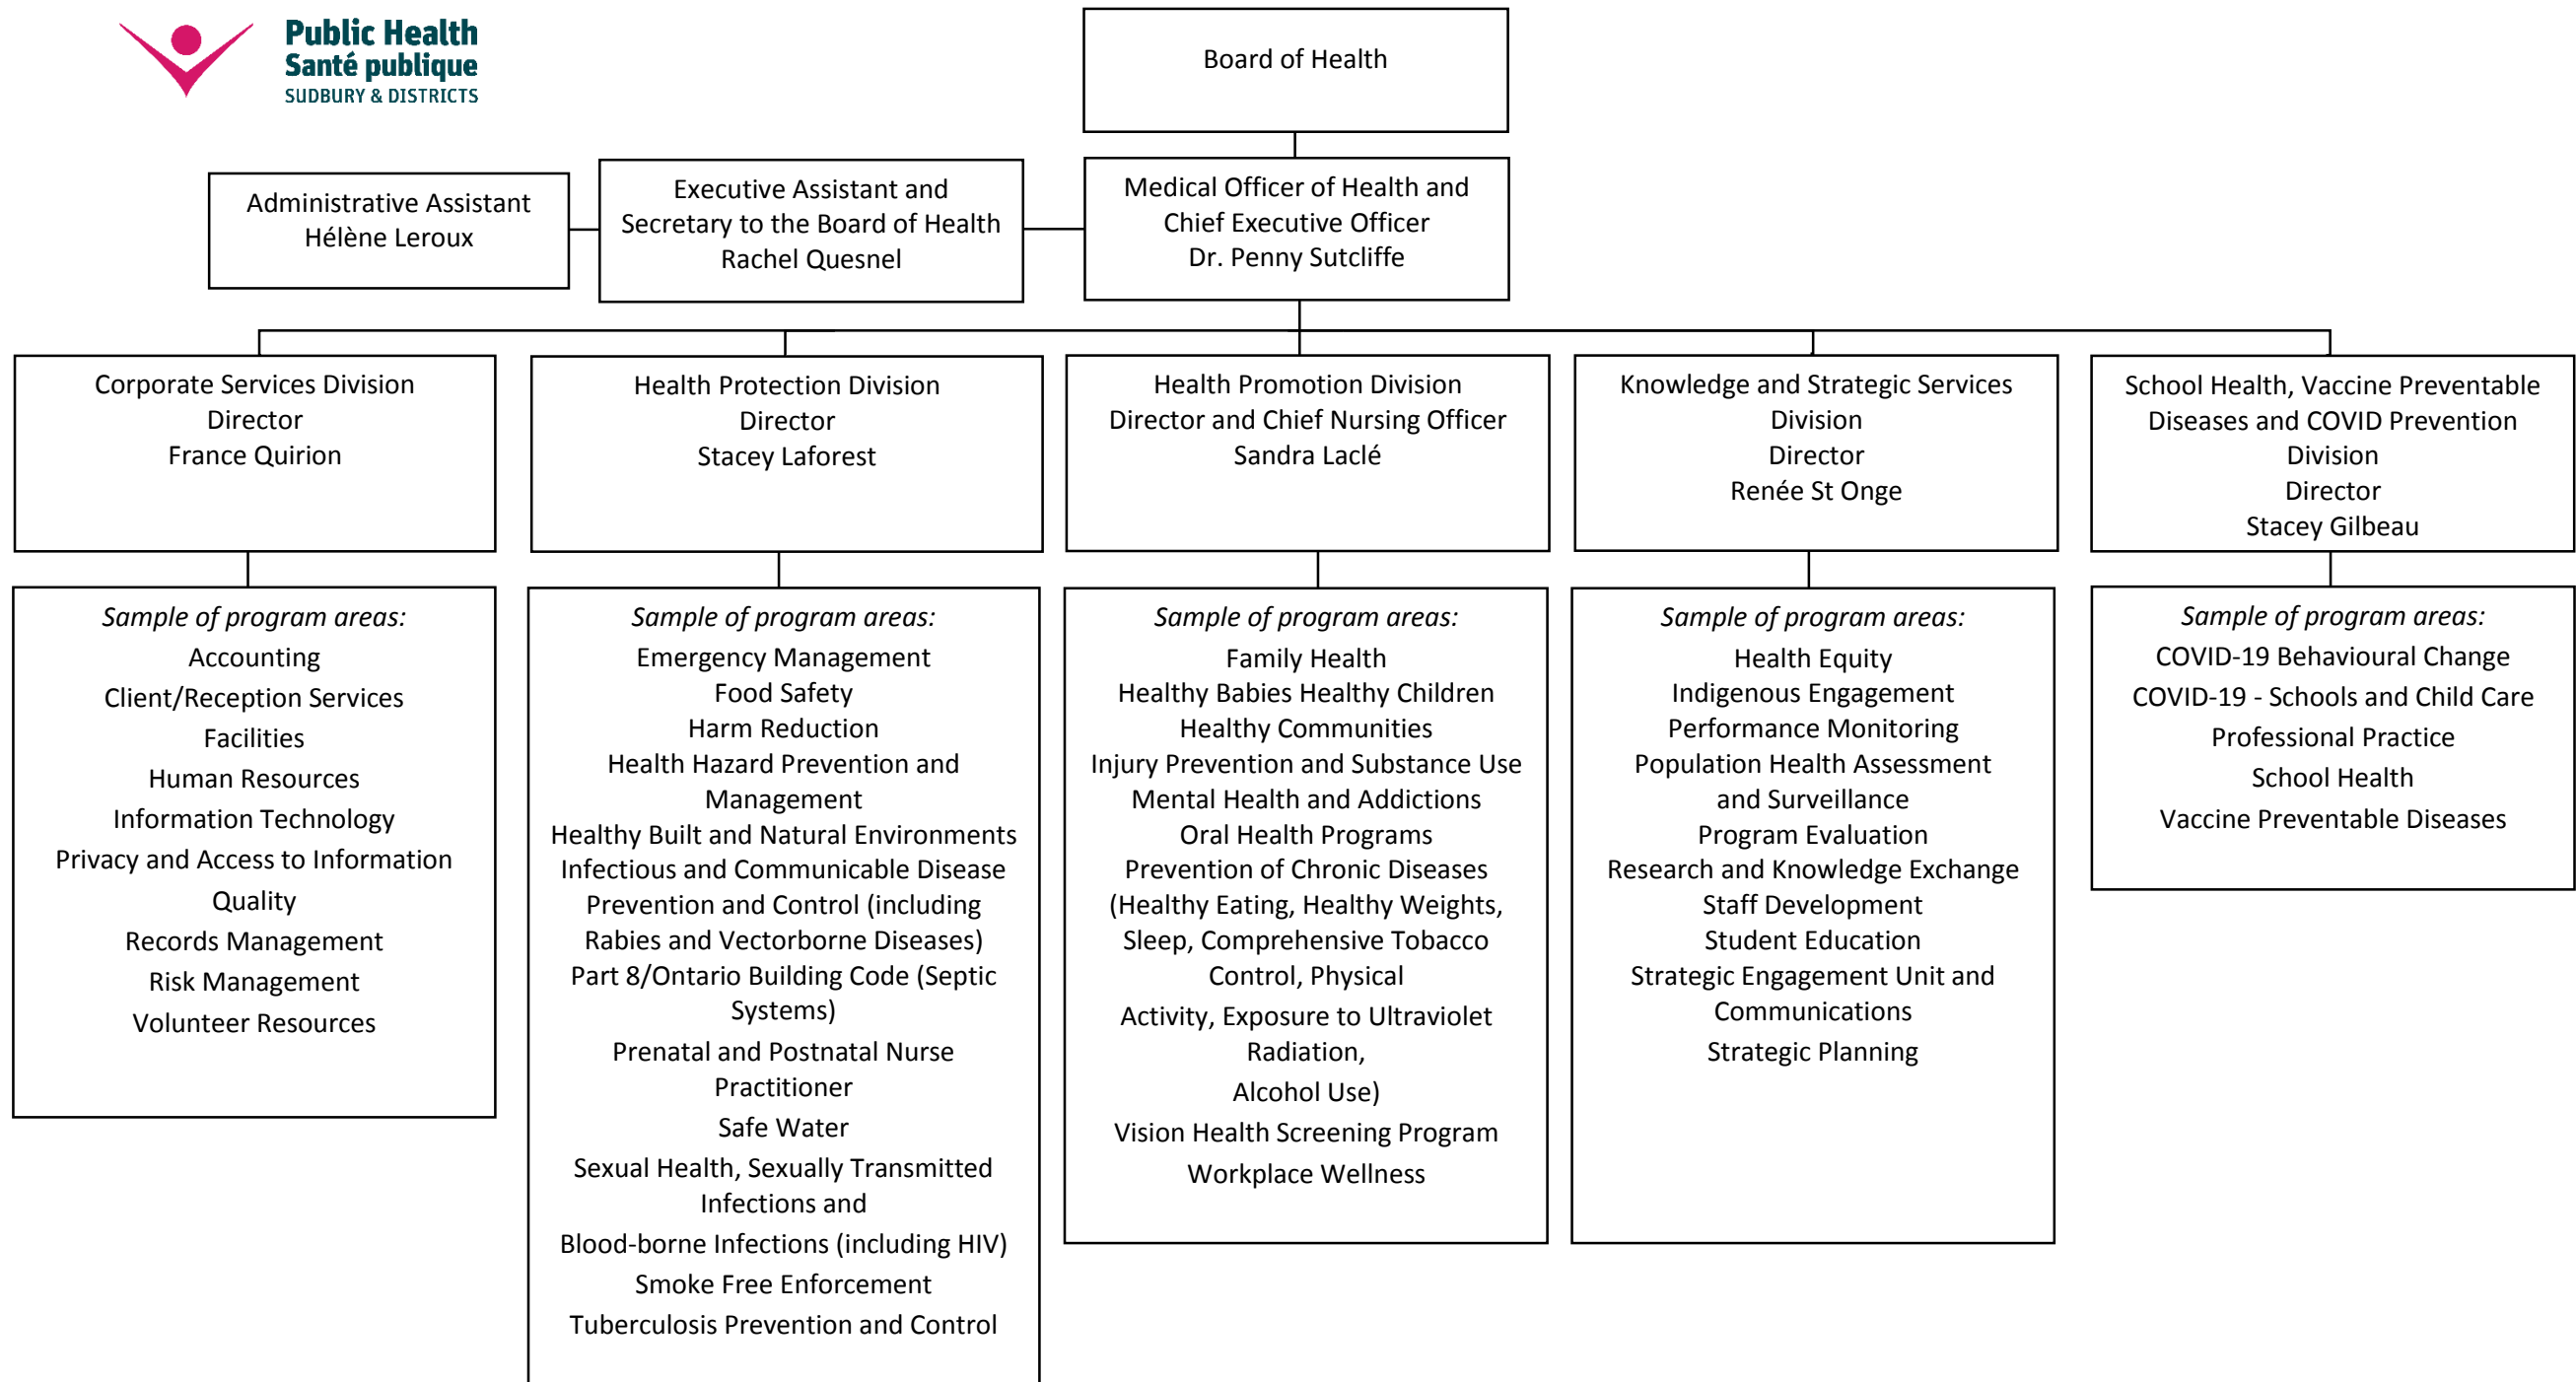 Public Health
Santé publique
SUDBURY & DISTRICTS
Board of Health
Administrative Assistant
Hélène Leroux
Executive Assistant and
Secretary to the Board of Health
Rachel Quesnel
Medical Officer of Health and
Chief Executive Officer
Dr. Penny Sutcliffe
Corporate Services Division
Director
France Quirion
Health Protection Division
Director
Stacey Laforest
Health Promotion Division
Director and Chief Nursing Officer
Sandra Laclé
Knowledge and Strategic Services
Division
Director
Renée St Onge
School Health, Vaccine Preventable
Diseases and COVID Prevention
Division
Director
Stacey Gilbeau
Sample of program areas:
Accounting
Client/Reception Services
Facilities
Human Resources
Information Technology
Privacy and Access to Information
Quality
Records Management
Risk Management
Volunteer Resources
Sample of program areas:
Emergency Management
Food Safety
Harm Reduction
Health Hazard Prevention and
Management
Healthy Built and Natural Environments
Infectious and Communicable Disease
Prevention and Control (including
Rabies and Vectorborne Diseases)
Part 8/Ontario Building Code (Septic
Systems)
Prenatal and Postnatal Nurse
Practitioner
Safe Water
Sexual Health, Sexually Transmitted
Infections and
Blood-borne Infections (including HIV)
Smoke Free Enforcement
Tuberculosis Prevention and Control
Sample of program areas:
Family Health
Healthy Babies Healthy Children
Healthy Communities
Injury Prevention and Substance Use
Mental Health and Addictions
Oral Health Programs
Prevention of Chronic Diseases
(Healthy Eating, Healthy Weights,
Sleep, Comprehensive Tobacco
Control, Physical
Activity, Exposure to Ultraviolet
Radiation,
Alcohol Use)
Vision Health Screening Program
Workplace Wellness
Sample of program areas:
Health Equity
Indigenous Engagement
Performance Monitoring
Population Health Assessment
and Surveillance
Program Evaluation
Research and Knowledge Exchange
Staff Development
Student Education
Strategic Engagement Unit and
Communications
Strategic Planning
Sample of program areas:
COVID-19 Behavioural Change
COVID-19 - Schools and Child Care
Professional Practice
School Health
Vaccine Preventable Diseases